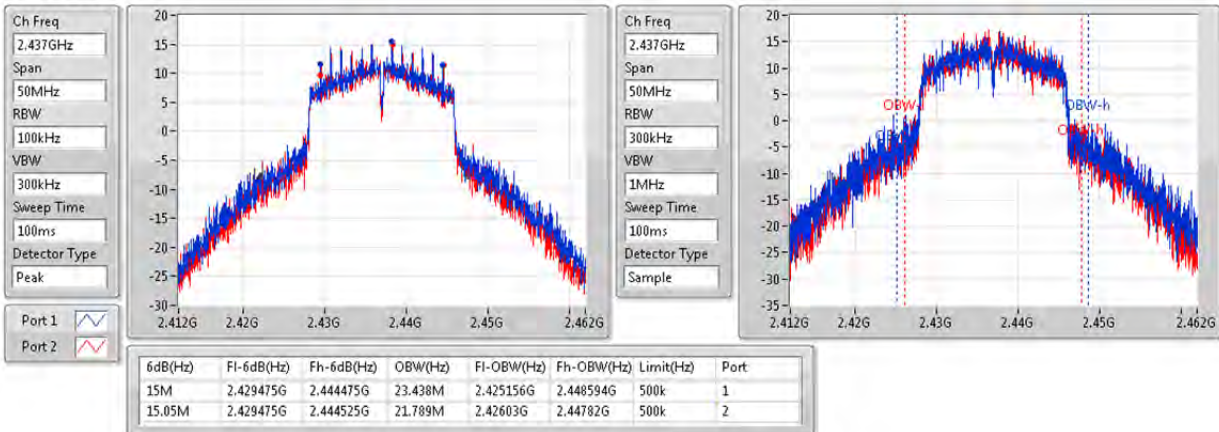 Ch Freq
2.437GHz
Span
50MHz
RBW
100kHz
VBW
300kHz
Sweep Time
100ms
Detector Type
Peak
Port 1
Port 2
20
15
10
5
0
-5
-10
-15
-20
-25
-30
2.412G 2.42G 2.43G 2.44G 2.45G 2.462G
Ch Freq
2.437GHz
Span
50MHz
RBW
300kHz
VBW
1MHz
Sweep Time
100ms
Detector Type
Sample
20
15
10
5
0
-5
-10
-15
-20
-25
-30
-35
OBW-h
2.412G 2.42G 2.43G 2.44G 2.45G 2.462G
6dB(Hz) Fl-6dB(Hz) Fh-6dB(Hz) OBW(Hz) Fl-OBW(Hz) Fh-OBW(Hz) Limit(Hz) Port
15M 2.429475G 2.444475G 23.438M 2.425156G 2.448594G 500k 1
15.05M 2.429475G 2.444525G 21.789M 2.42603G 2.44782G 500k 2